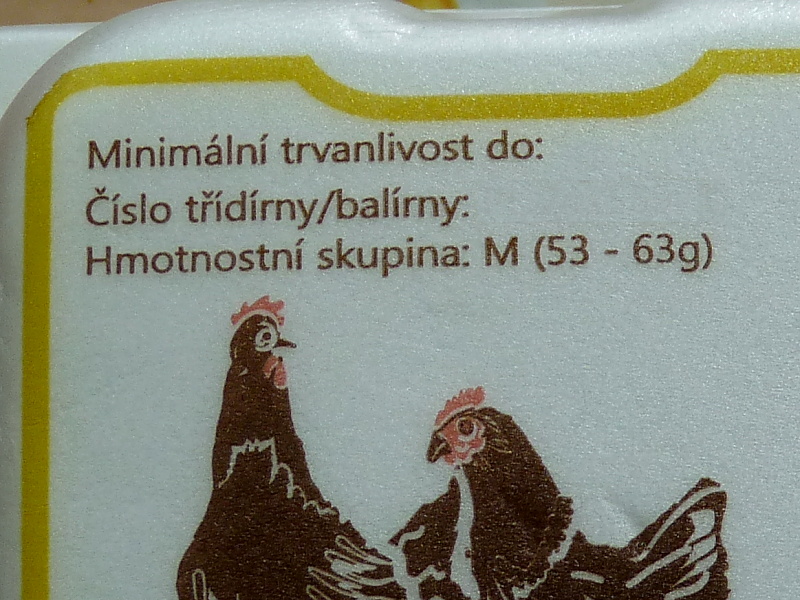 Minimální trvanlivost do:
Číslo třídírny/balírny:
Hmotnostní skupina: M (53 - 63g)